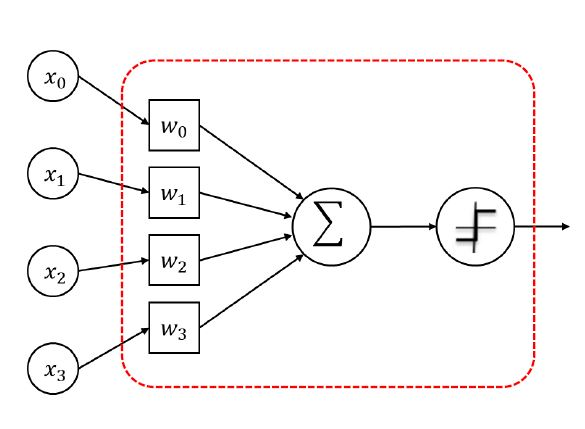 x₀
w₀
x₁
w₁
∑
x₂
w₂
x₃
w₃